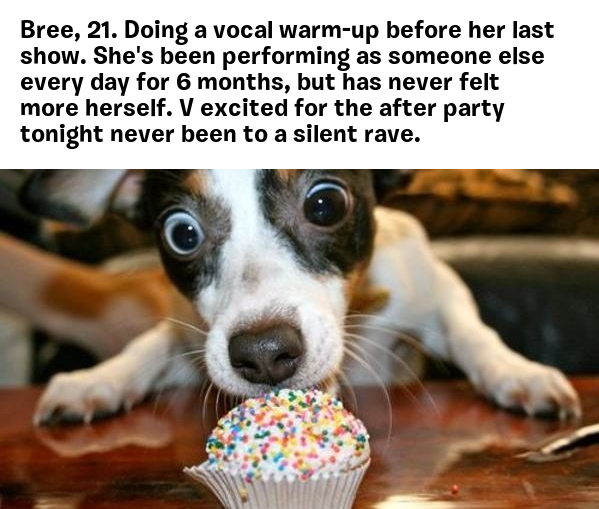 Bree, 21. Doing a vocal warm-up before her last
show. She's been performing as someone else
every day for 6 months, but has never felt
more herself. V excited for the after party
tonight never been to a silent rave.